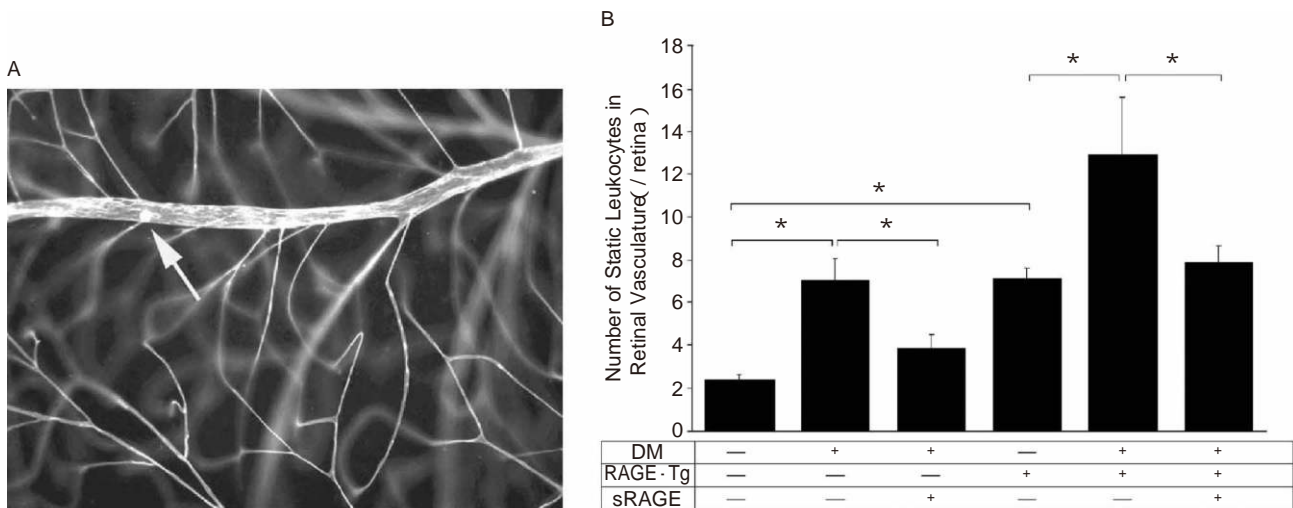 A
B
Number of Static Leukocytes in
Retinal Vasculature( / retina )
18
16
14
12
10
8
6
4
2
0
*
*
*
*
*
DM — + + — + +
RAGE · Tg — — — + + +
sRAGE — — + — — +